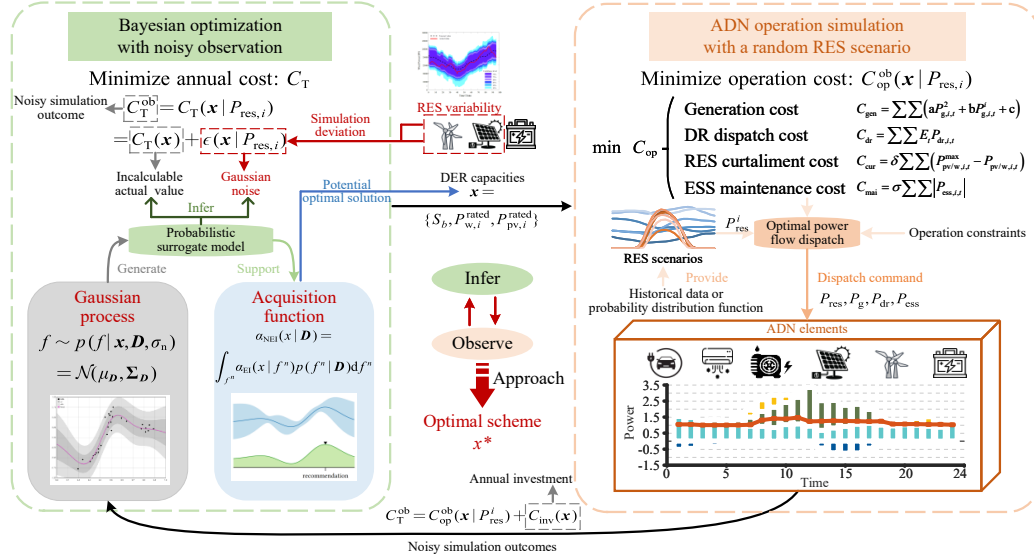 Bayesian optimization
with noisy observation
Minimize annual cost: C_T
Noisy simulation
outcome
C_T^ob = C_T(x | P_res,i)
= C_T(x) + ϵ(x | P_res,i)
Incalculable
actual value
Gaussian
noise
Infer
Probabilistic
surrogate model
Generate
Support
Gaussian
process
f ~ p(f | x, D, σ_n)
= N(μ_D, Σ_D)
Acquisition
function
α_NEI(x | D) =
∫_f^n α_EI(x | f^n) p(f^n | D) df^n
recommendation
RES variability
Simulation
deviation
Potential
optimal solution
DER capacities
x =
{S_b, P_w,i^rated, P_pv,i^rated}
Infer
Observe
Approach
Optimal scheme
x*
Annual investment
C_T^ob = C_op^ob(x | P_res^i) + C_inv(x)
Noisy simulation outcomes
ADN operation simulation
with a random RES scenario
Minimize operation cost: C_op^ob(x | P_res,i)
min C_op
Generation cost C_gen = ∑∑(aP_g,i,t^2 + bP_g,i,t^i + c)
DR dispatch cost C_dr = ∑∑ E_i P_dr,i,t
RES curtaliment cost C_cur = δ∑∑(P_pv/w,i,t^max − P_pv/w,i,t)
ESS maintenance cost C_mai = σ∑∑|P_ess,i,t|
RES scenarios
P_res^i
Optimal power
flow dispatch
Operation constraints
Provide
Historical data or
probability distribution function
Dispatch command
P_res, P_g, P_dr, P_ess
ADN elements
Power
3.5
2.5
1.5
0.5
-0.5
-1.5
0 5 10 15 20 24
Time